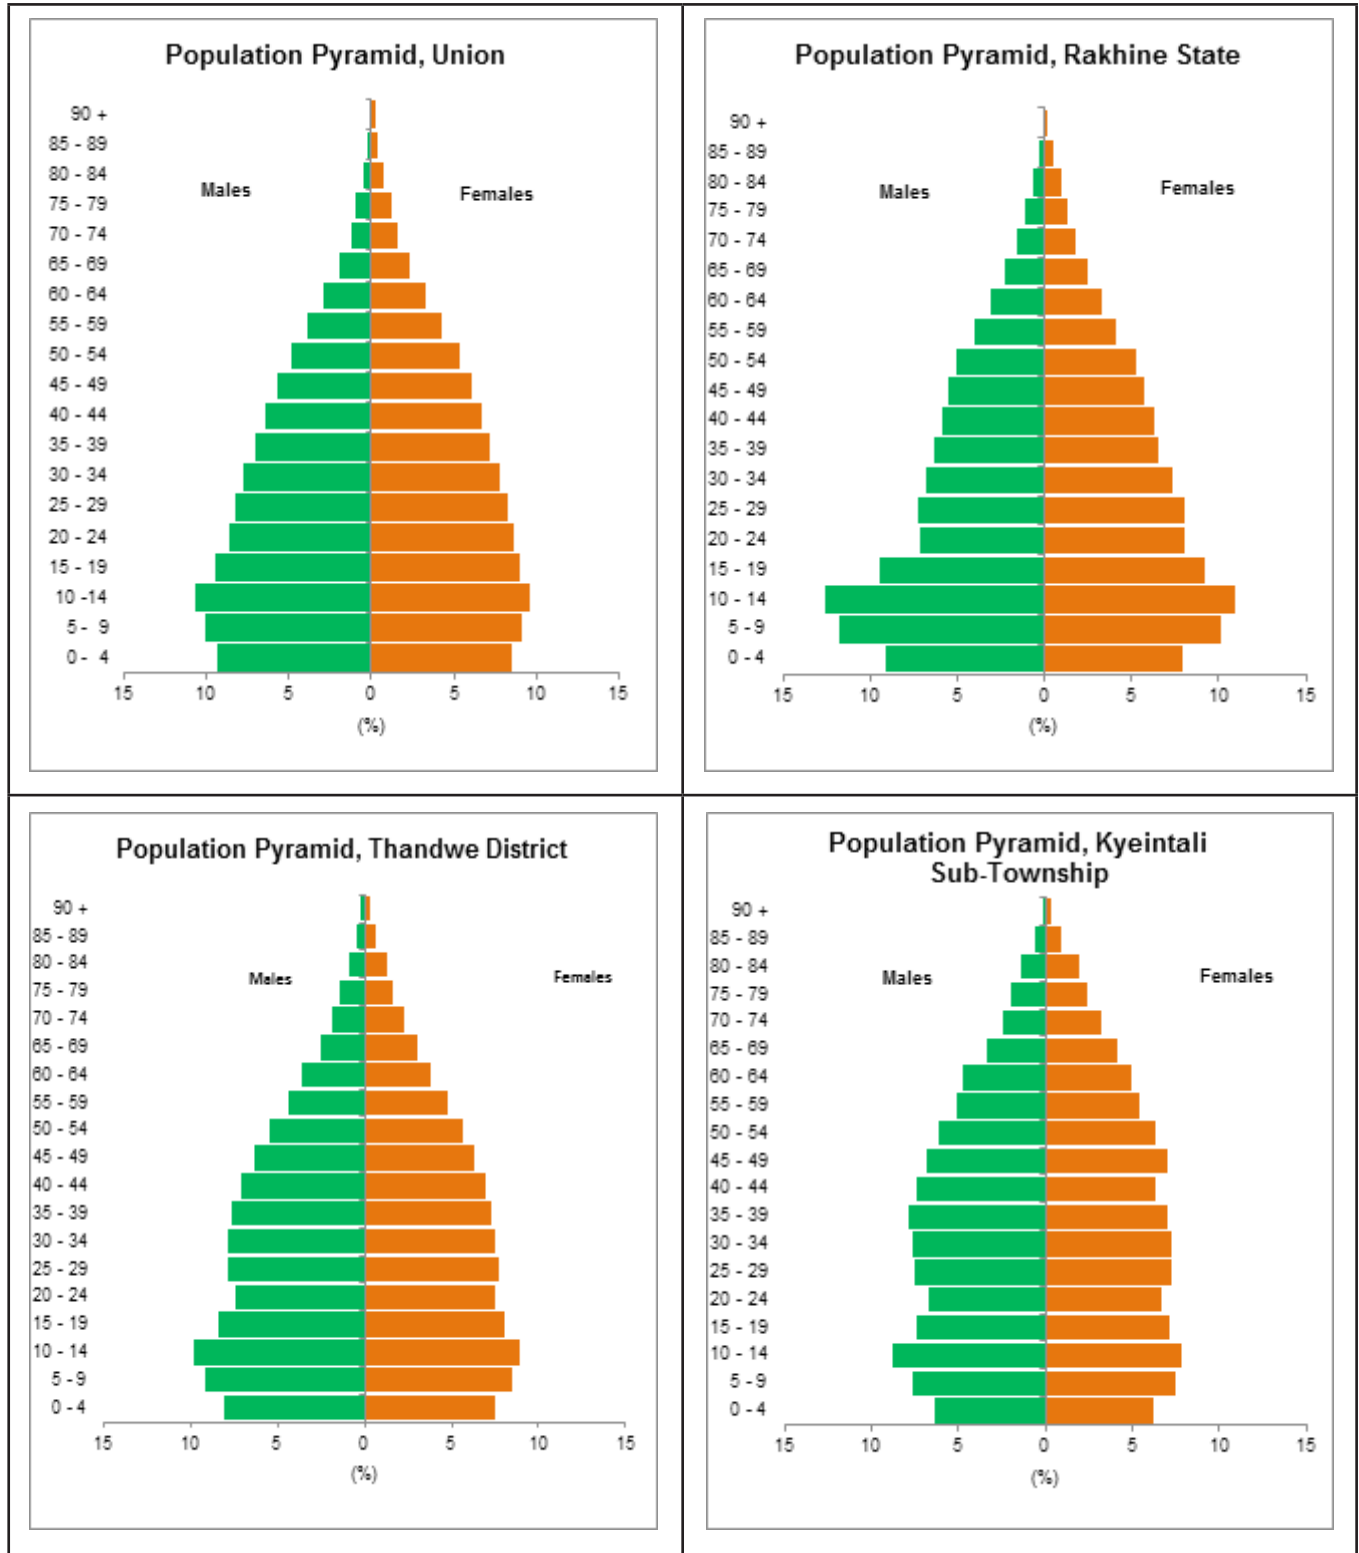 Population Pyramid, Union
90 +
85 - 89
80 - 84
75 - 79
70 - 74
65 - 69
60 - 64
55 - 59
50 - 54
45 - 49
40 - 44
35 - 39
30 - 34
25 - 29
20 - 24
15 - 19
10 -14
5 - 9
0 - 4
Males
Females
15 10 5 0 5 10 15
(%)
Population Pyramid, Rakhine State
90 +
85 - 89
80 - 84
75 - 79
70 - 74
65 - 69
60 - 64
55 - 59
50 - 54
45 - 49
40 - 44
35 - 39
30 - 34
25 - 29
20 - 24
15 - 19
10 - 14
5 - 9
0 - 4
Males
Females
15 10 5 0 5 10 15
(%)
Population Pyramid, Thandwe District
90 +
85 - 89
80 - 84
75 - 79
70 - 74
65 - 69
60 - 64
55 - 59
50 - 54
45 - 49
40 - 44
35 - 39
30 - 34
25 - 29
20 - 24
15 - 19
10 - 14
5 - 9
0 - 4
Males
Females
15 10 5 0 5 10 15
(%)
Population Pyramid, Kyeintali
Sub-Township
90 +
85 - 89
80 - 84
75 - 79
70 - 74
65 - 69
60 - 64
55 - 59
50 - 54
45 - 49
40 - 44
35 - 39
30 - 34
25 - 29
20 - 24
15 - 19
10 - 14
5 - 9
0 - 4
Males
Females
15 10 5 0 5 10 15
(%)